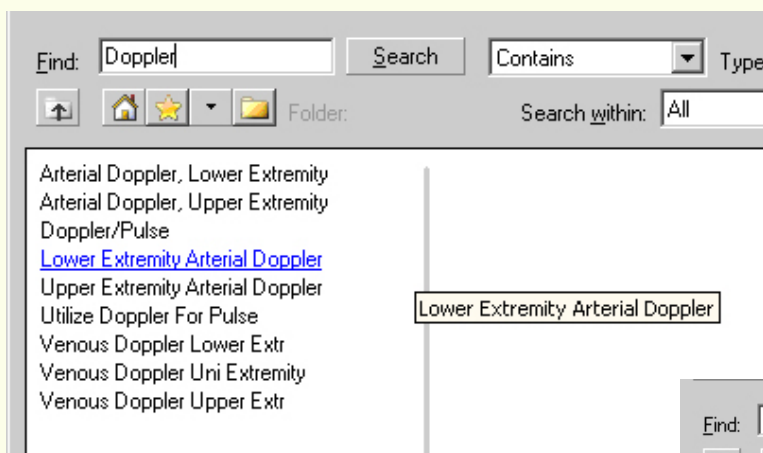 Find: Doppler Search Contains Type
Folder: Search within: All
Arterial Doppler, Lower Extremity
Arterial Doppler, Upper Extremity
Doppler/Pulse
Lower Extremity Arterial Doppler
Upper Extremity Arterial Doppler
Lower Extremity Arterial Doppler
Utilize Doppler For Pulse
Venous Doppler Lower Extr
Venous Doppler Uni Extremity
Venous Doppler Upper Extr
Find: